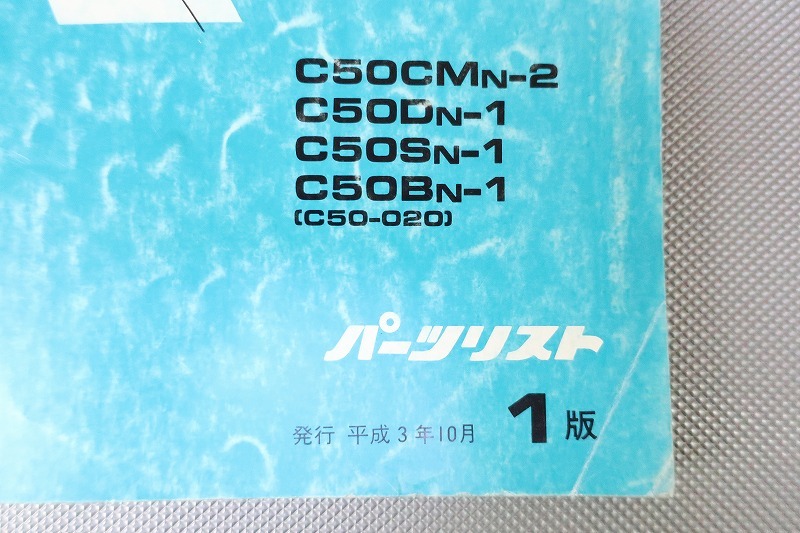 C50CMN-2
C50DN-1
C50SN-1
C50BN-1
(C50-020)
パーツリスト
発行 平成3年10月 1版